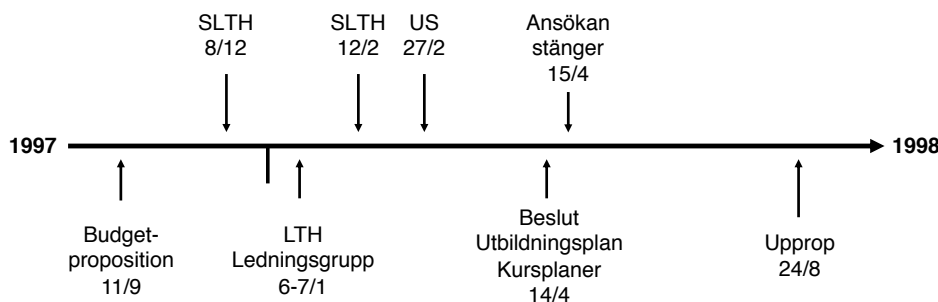 SLTH
8/12
SLTH
12/2
US
27/2
Ansökan
stänger
15/4
1997
1998
Budget-
proposition
11/9
LTH
Ledningsgrupp
6-7/1
Beslut
Utbildningsplan
Kursplaner
14/4
Upprop
24/8